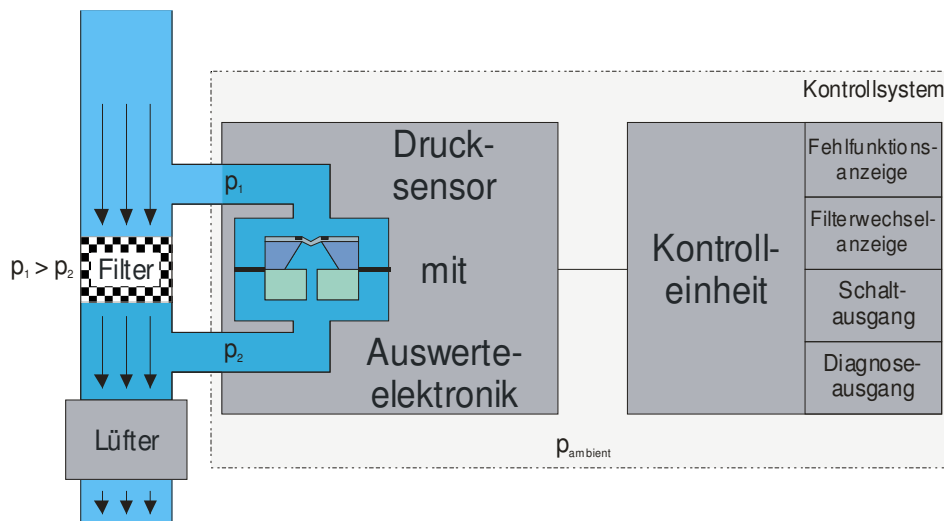 Kontrollsystem
Druck-
sensor
mit
Auswerte-
elektronik
Kontroll-
einheit
Fehlfunktions-
anzeige
Filterwechsel-
anzeige
Schalt-
ausgang
Diagnose-
ausgang
p₁
p₁ > p₂
Filter
p₂
Lüfter
p ambient